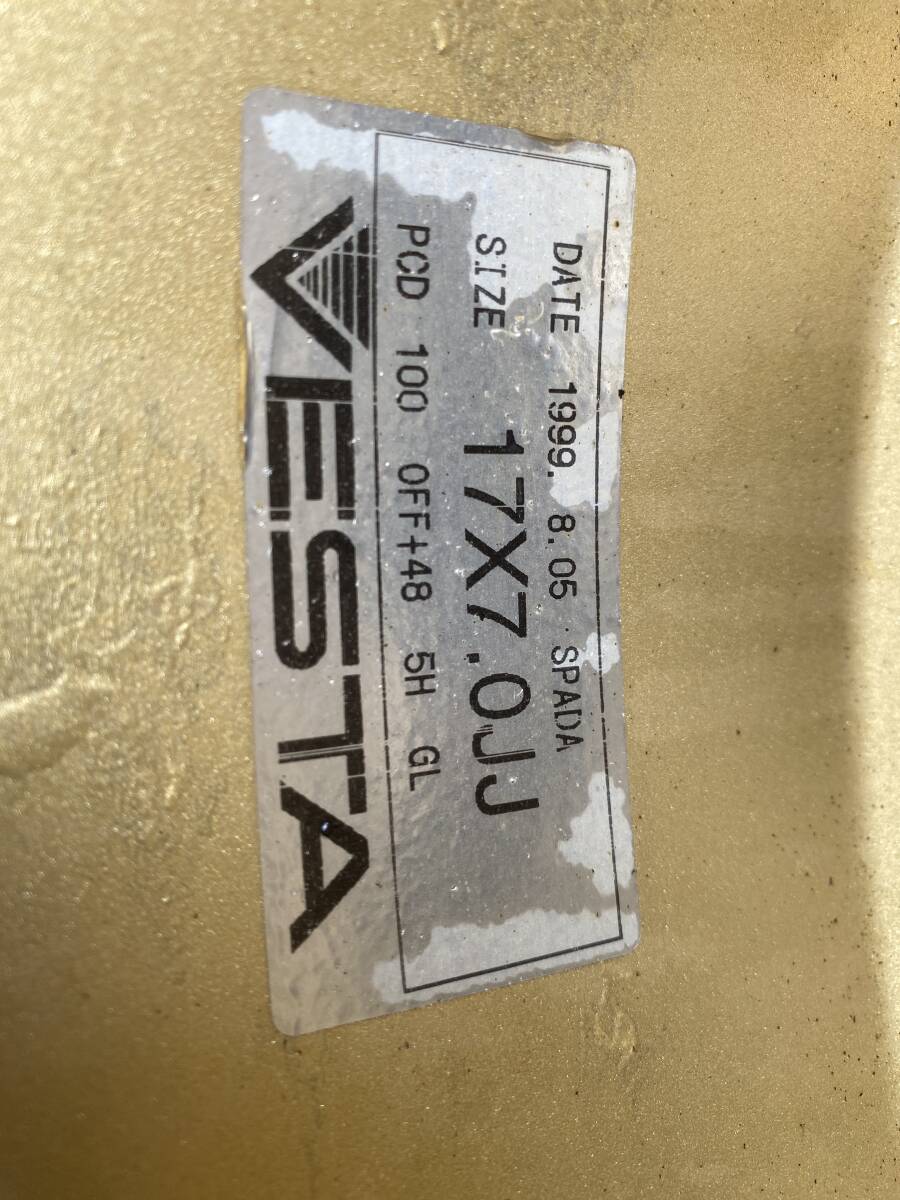 DATE 1999. 8.05 SPADA
SIZE 17X7.0JJ
PCD 100 OFF+48 5H GL
VESTA